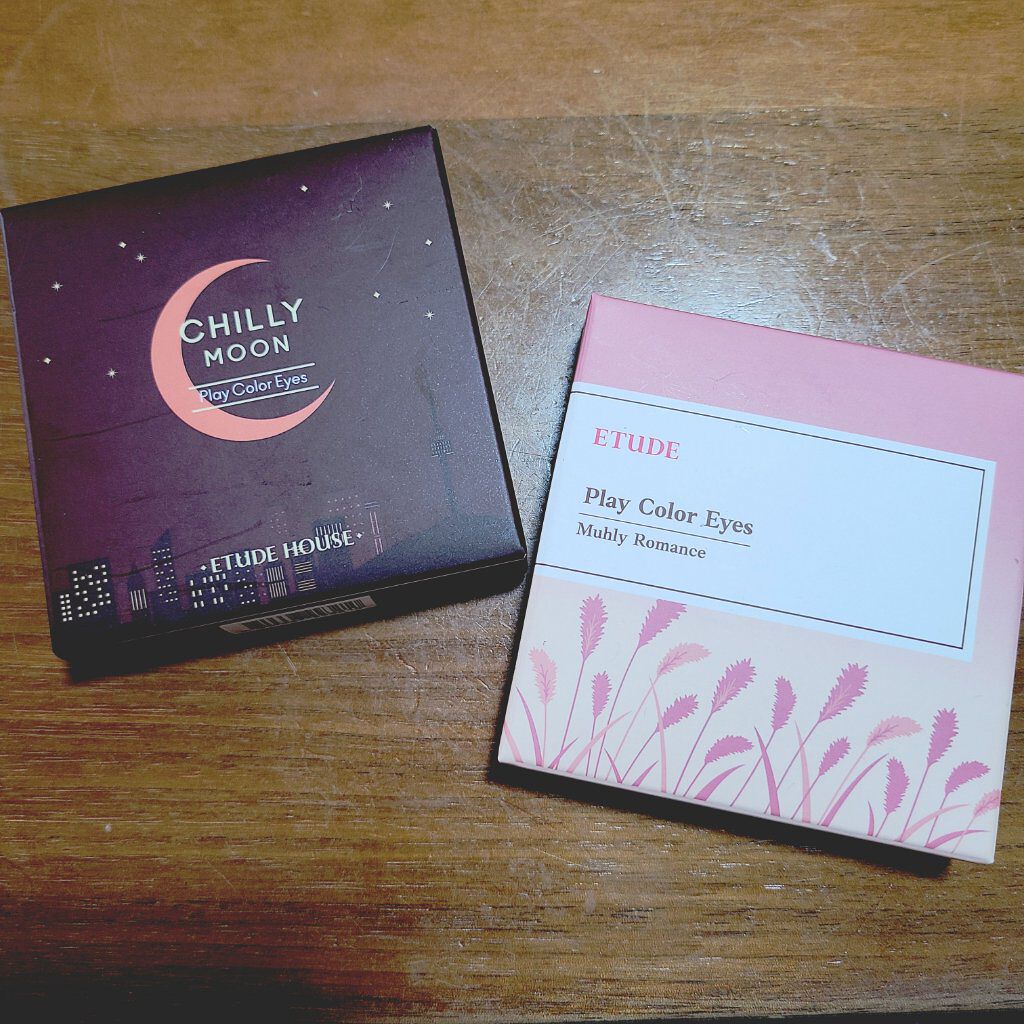 CHILLY
MOON
Play Color Eyes
ETUDE HOUSE
ETUDE
Play Color Eyes
Muhly Romance